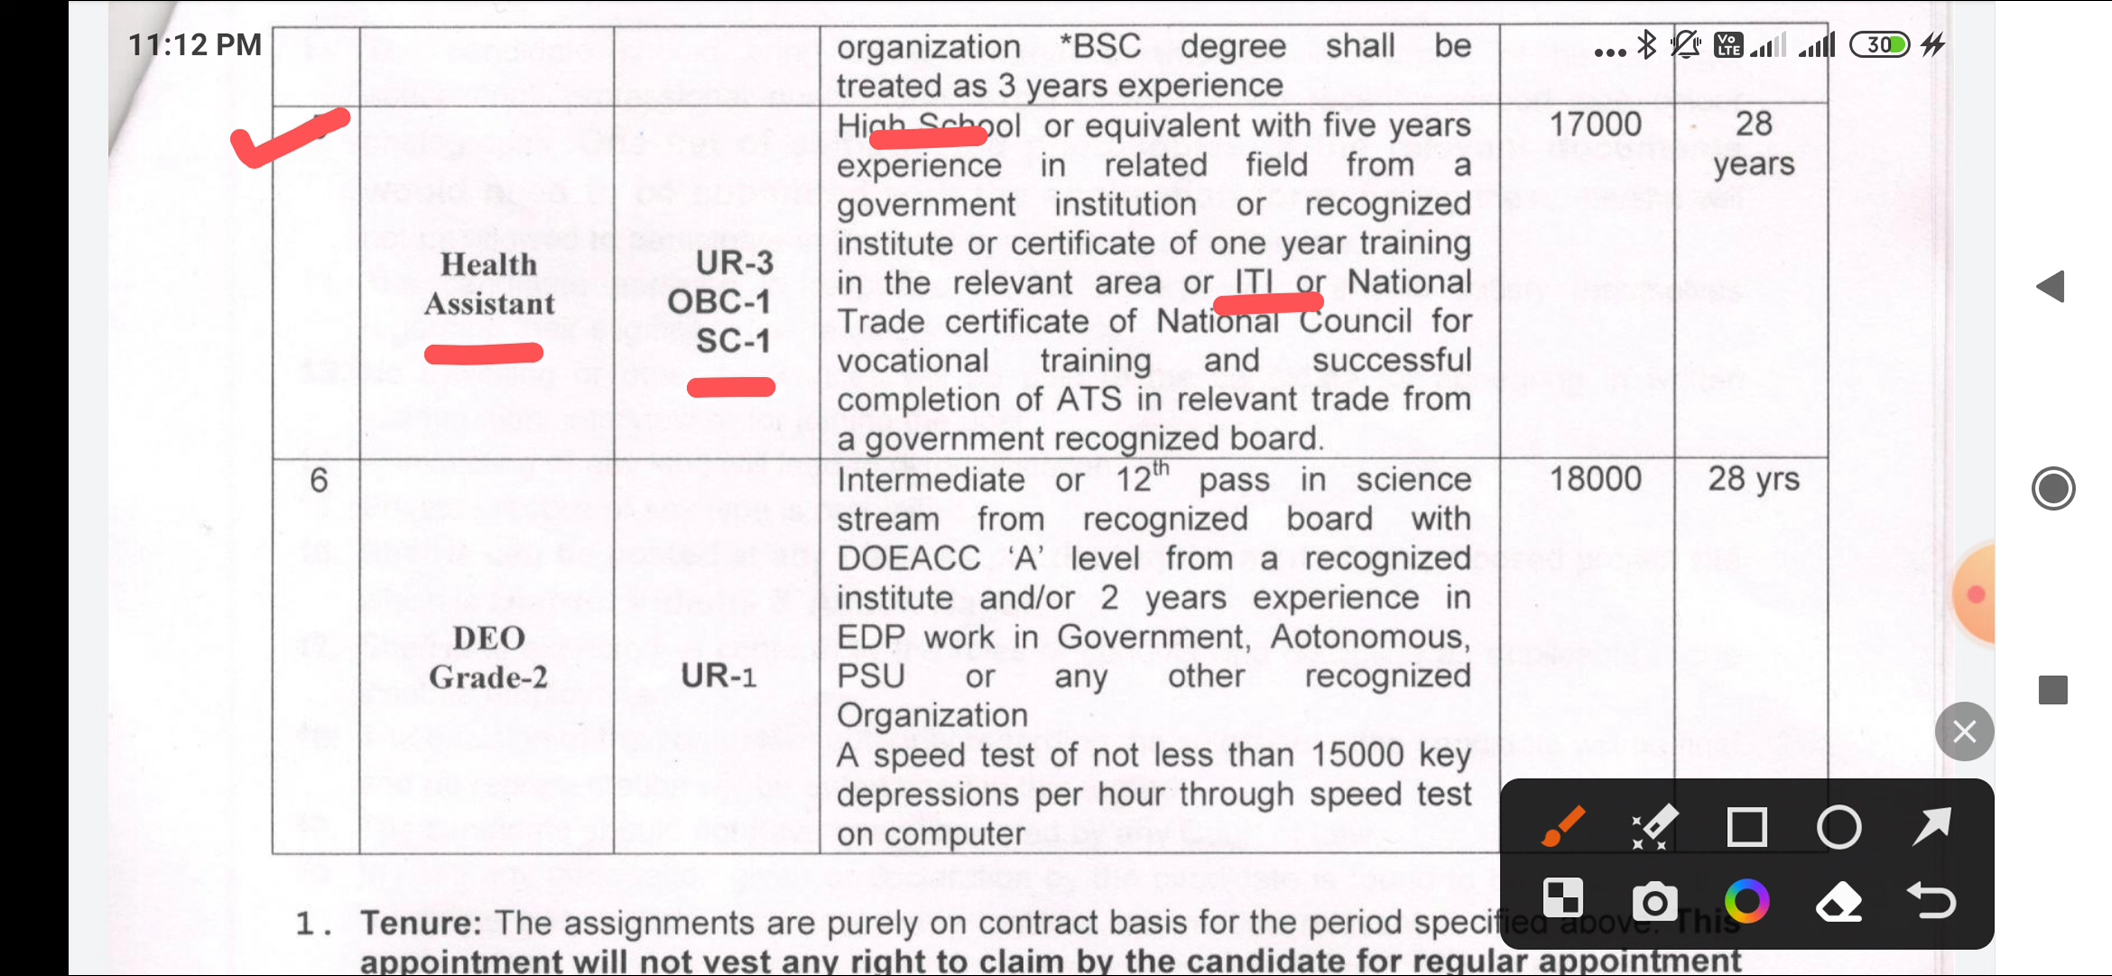 11:12 PM
VO LTE
30
organization *BSC degree shall be
treated as 3 years experience
Health
Assistant
UR-3
OBC-1
SC-1
High School or equivalent with five years
experience in related field from a
government institution or recognized
institute or certificate of one year training
in the relevant area or ITI or National
Trade certificate of National Council for
vocational training and successful
completion of ATS in relevant trade from
a government recognized board.
17000
28
years
6
DEO
Grade-2
UR-1
Intermediate or 12th pass in science
stream from recognized board with
DOEACC ‘A’ level from a recognized
institute and/or 2 years experience in
EDP work in Government, Aotonomous,
PSU or any other recognized
Organization
A speed test of not less than 15000 key
depressions per hour through speed test
on computer
18000
28 yrs
1. Tenure: The assignments are purely on contract basis for the period specified above. This
appointment will not vest any right to claim by the candidate for regular appointment